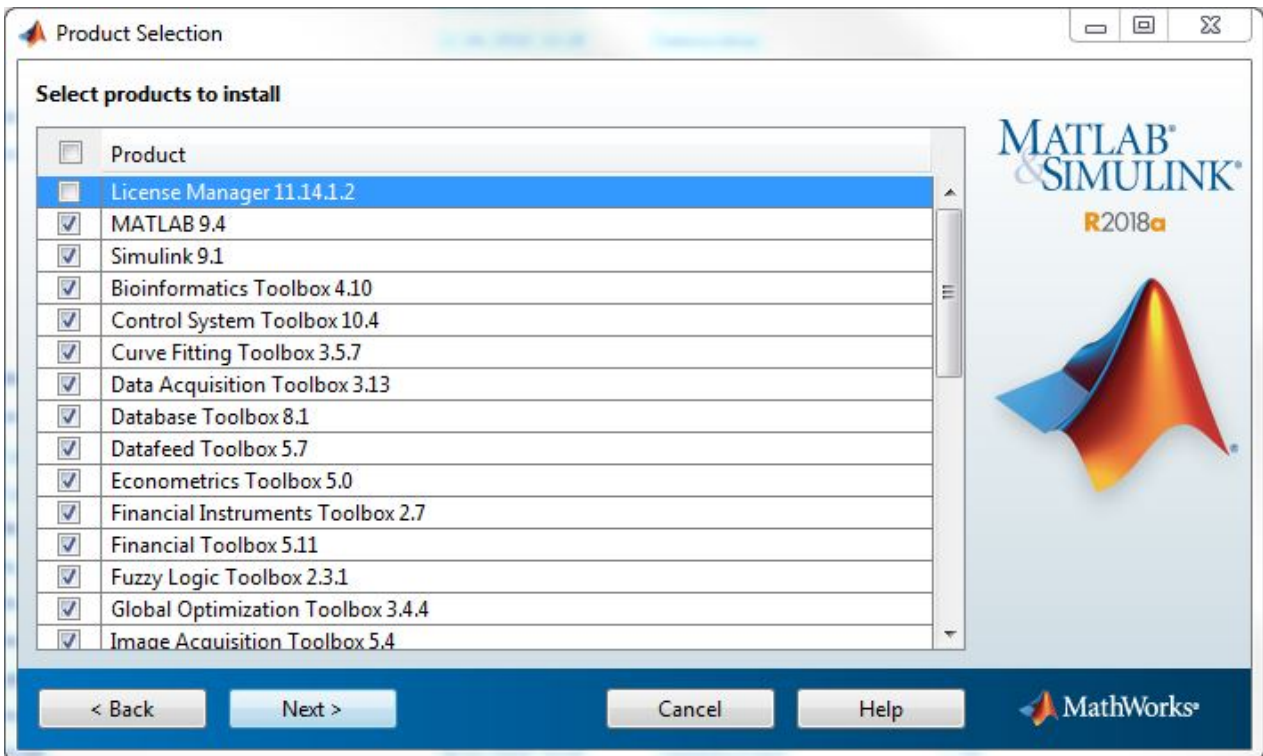 Product Selection
Select products to install
Product
License Manager 11.14.1.2
MATLAB 9.4
Simulink 9.1
Bioinformatics Toolbox 4.10
Control System Toolbox 10.4
Curve Fitting Toolbox 3.5.7
Data Acquisition Toolbox 3.13
Database Toolbox 8.1
Datafeed Toolbox 5.7
Econometrics Toolbox 5.0
Financial Instruments Toolbox 2.7
Financial Toolbox 5.11
Fuzzy Logic Toolbox 2.3.1
Global Optimization Toolbox 3.4.4
Image Acquisition Toolbox 5.4
MATLAB®
&SIMULINK®
R2018a
®
< Back
Next >
Cancel
Help
MathWorks®